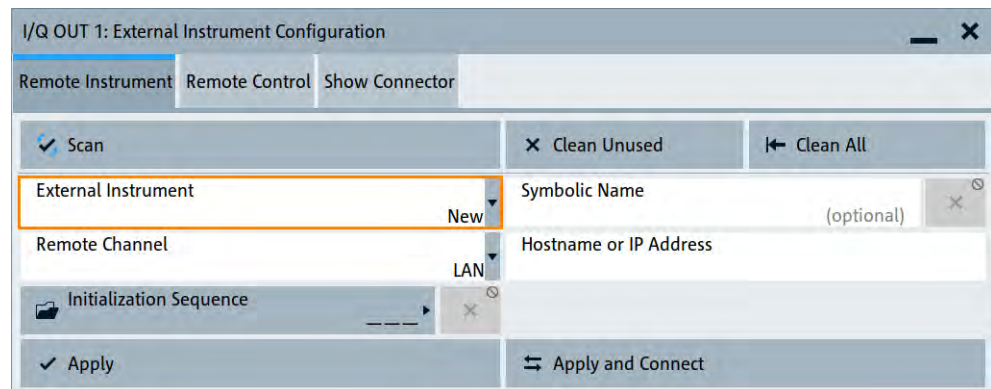 I/Q OUT 1: External Instrument Configuration
Remote Instrument Remote Control Show Connector
Scan Clean Unused Clean All
External Instrument Symbolic Name
New (optional)
Remote Channel Hostname or IP Address
LAN
Initialization Sequence
___
Apply Apply and Connect